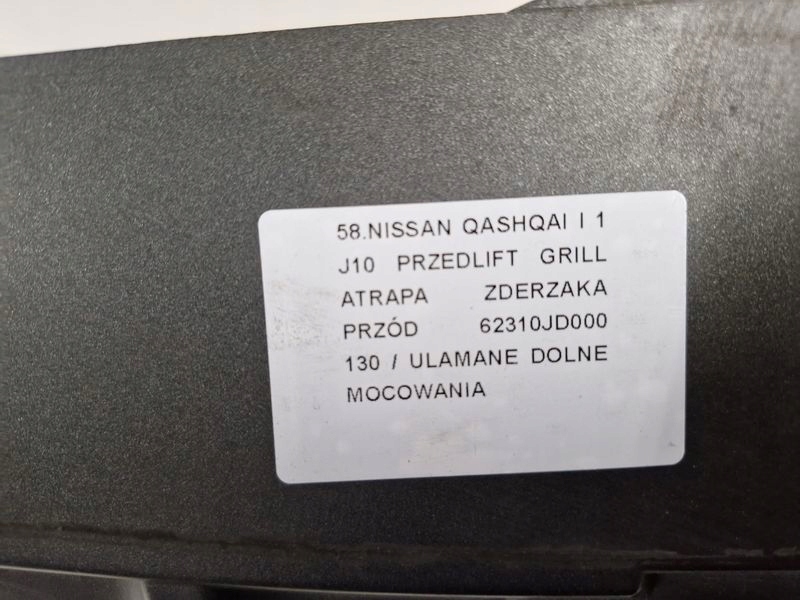 58.NISSAN QASHQAI I 1
J10 PRZEDLIFT GRILL
ATRAPA ZDERZAKA
PRZÓD 62310JD000
130 / ULAMANE DOLNE
MOCOWANIA